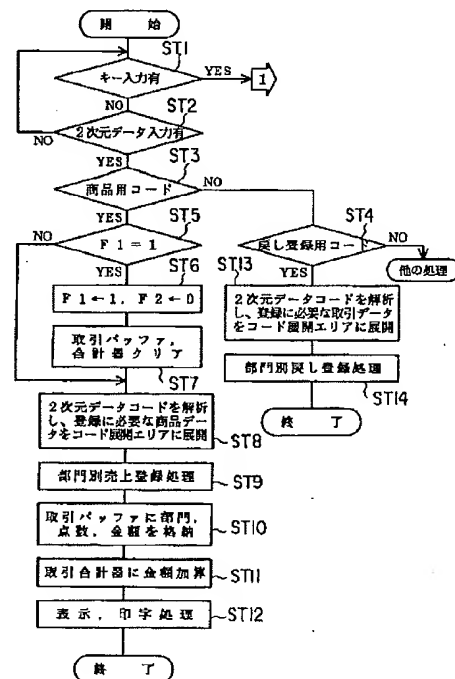 開 始
ST1
キー入力有
YES
1
NO
ST2
2次元データ入力有
NO
YES
ST3
商品用コード
NO
YES
ST5
F1=1
NO
YES
ST6
F1←1, F2←0
取引バッファ,
合計器クリア
ST7
2次元データコードを解析
し、登録に必要な商品デー
タをコード展開エリアに展開
ST8
部門別売上登録処理
ST9
取引バッファに部門,
点数, 金額を格納
ST10
取引合計器に金額加算
ST11
表示, 印字処理
ST12
終 了
ST4
戻し登録用コー
NO
他の処理
YES
ST13
2次元データコードを解析
し、登録に必要な取引データ
をコード展開エリアに展開
部門別戻し登録処理
ST14
終 了